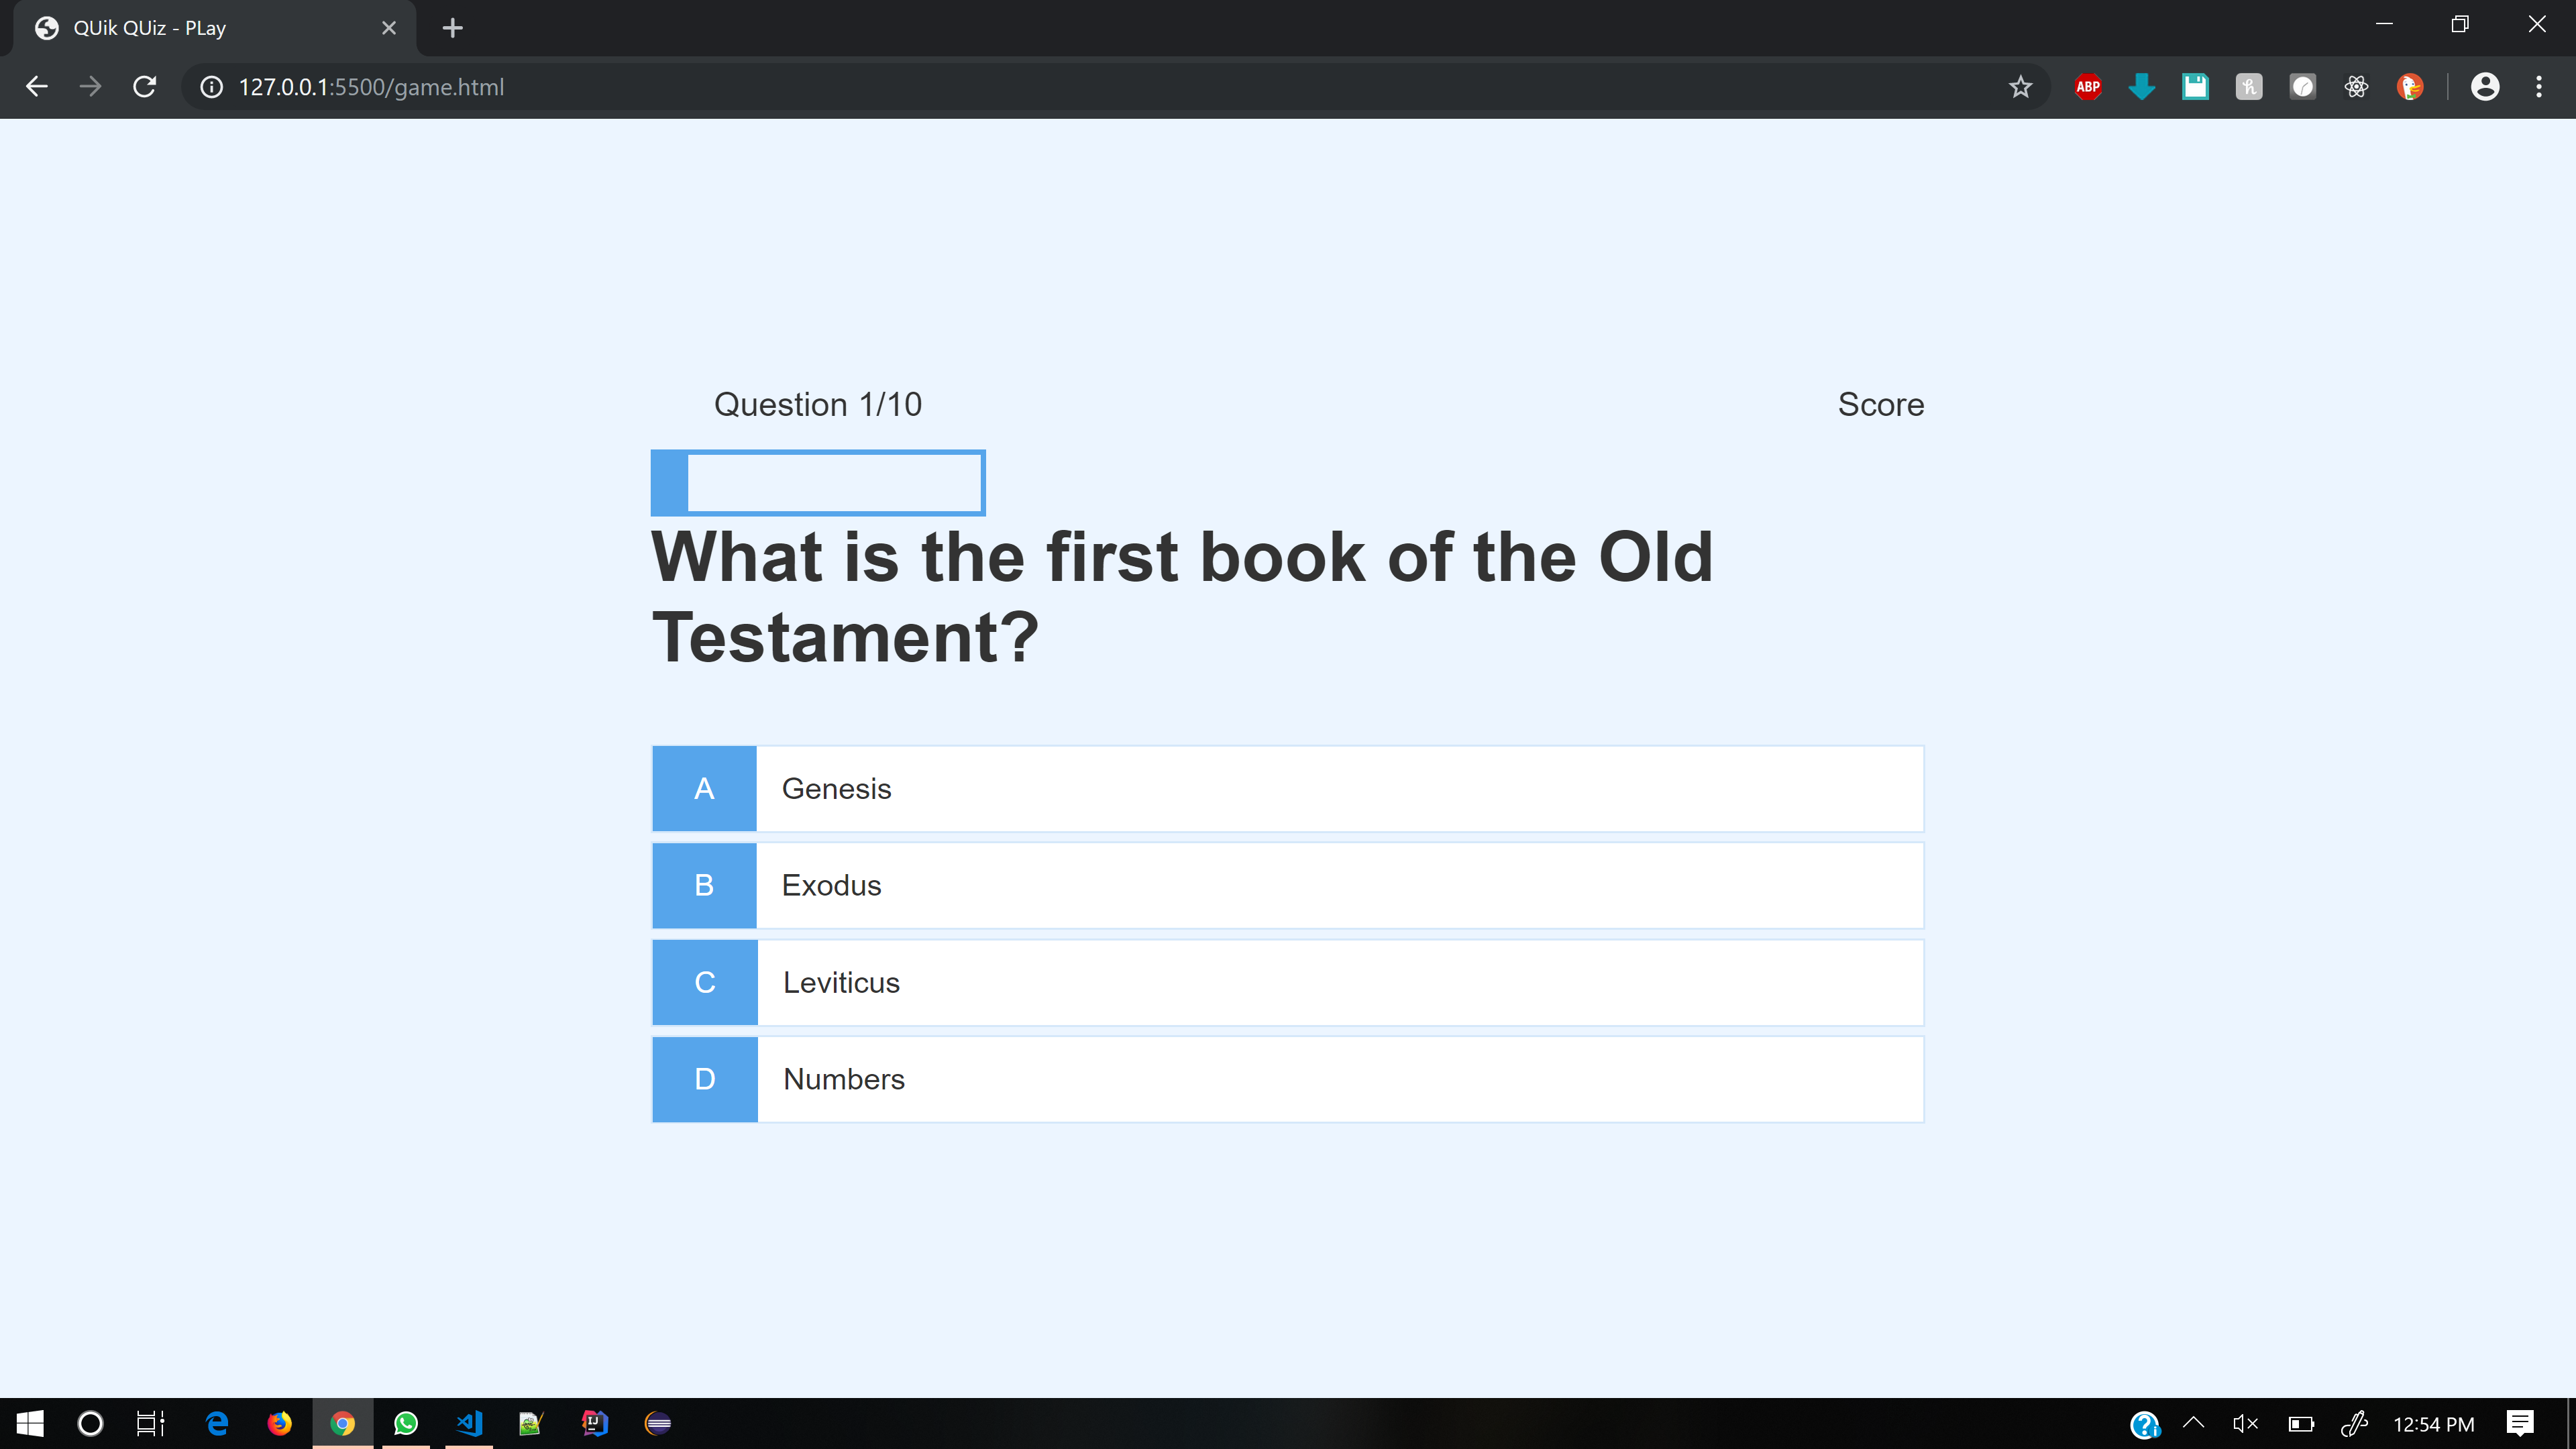 QUik QUiz - PLay
127.0.0.1:5500/game.html
ABP
Question 1/10
Score
What is the first book of the Old
Testament?
A Genesis
B Exodus
C Leviticus
D Numbers
IJ
12:54 PM